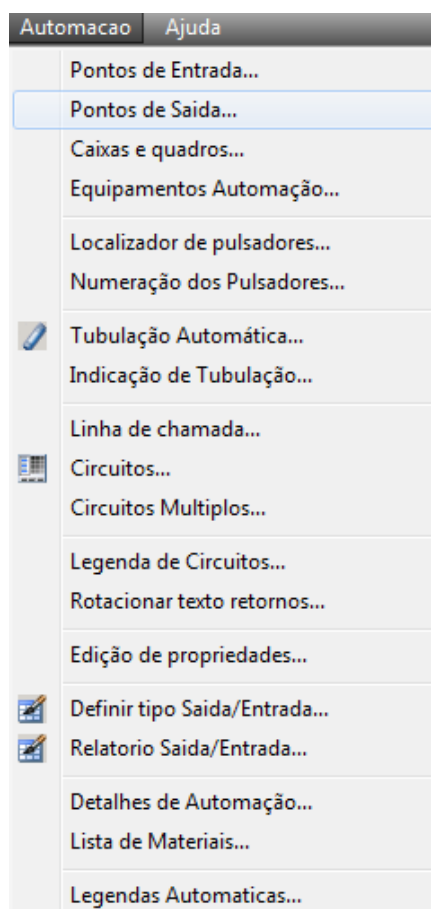 Automacao Ajuda
Pontos de Entrada...
Pontos de Saida...
Caixas e quadros...
Equipamentos Automação...
Localizador de pulsadores...
Numeração dos Pulsadores...
Tubulação Automática...
Indicação de Tubulação...
Linha de chamada...
Circuitos...
Circuitos Multiplos...
Legenda de Circuitos...
Rotacionar texto retornos...
Edição de propriedades...
Definir tipo Saida/Entrada...
Relatorio Saida/Entrada...
Detalhes de Automação...
Lista de Materiais...
Legendas Automaticas...